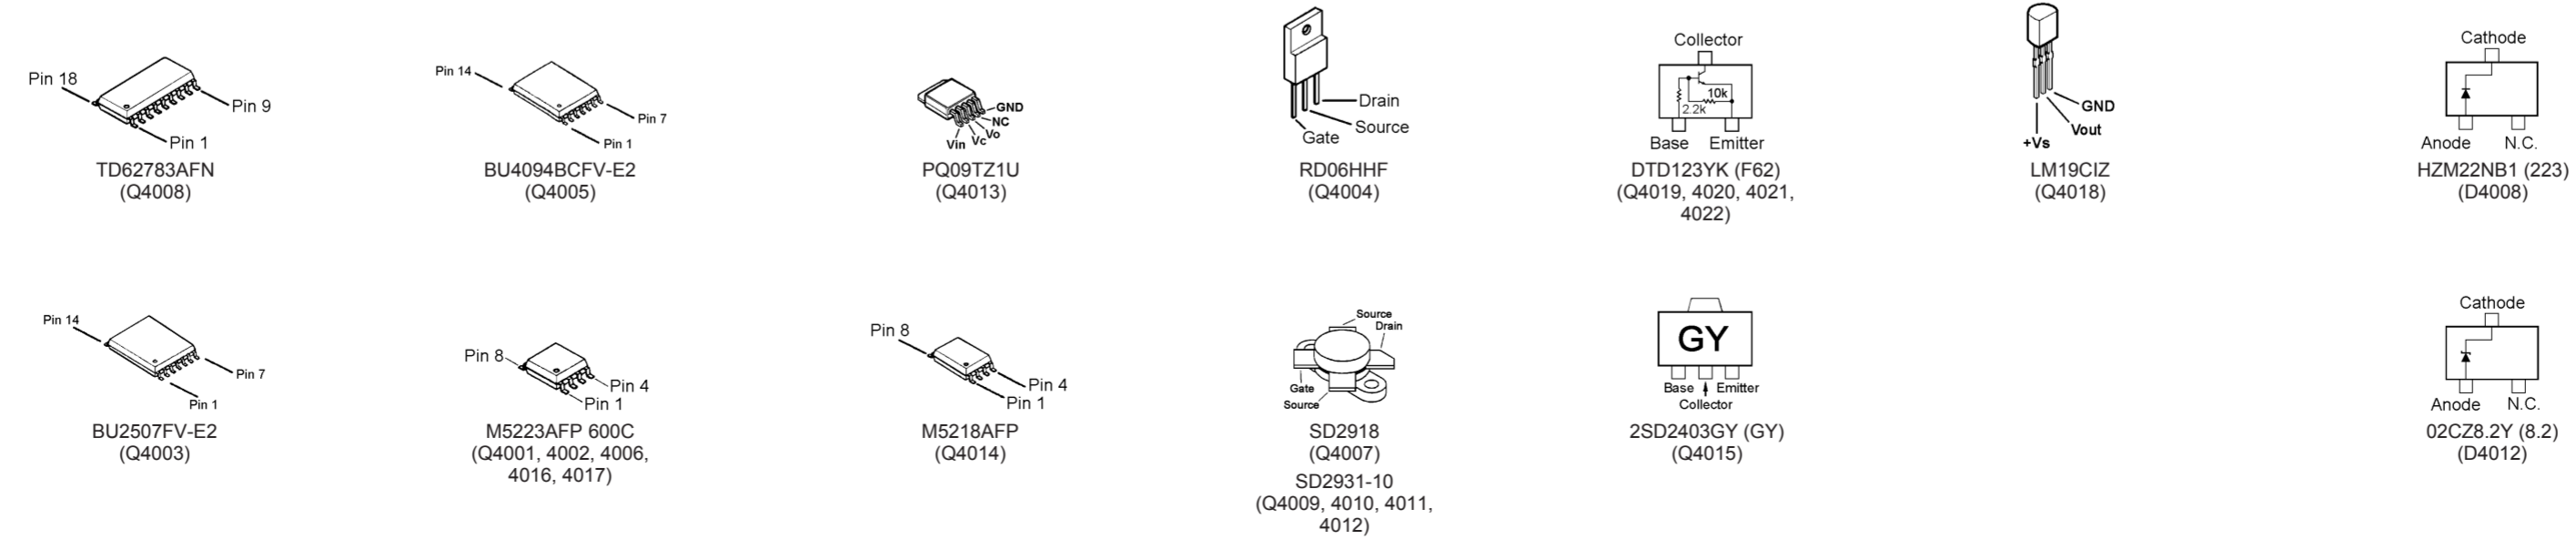 Pin 18
Pin 9
Pin 1
TD62783AFN
(Q4008)
Pin 14
Pin 7
Pin 1
BU4094BCFV-E2
(Q4005)
GND
NC
Vo
Vc
Vin
PQ09TZ1U
(Q4013)
Drain
Source
Gate
RD06HHF
(Q4004)
Collector
10k
2.2k
Base Emitter
DTD123YK (F62)
(Q4019, 4020, 4021,
4022)
GND
Vout
+Vs
LM19CIZ
(Q4018)
Cathode
Anode N.C.
HZM22NB1 (223)
(D4008)
Pin 14
Pin 7
Pin 1
BU2507FV-E2
(Q4003)
Pin 8
Pin 4
Pin 1
M5223AFP 600C
(Q4001, 4002, 4006,
4016, 4017)
Pin 8
Pin 4
Pin 1
M5218AFP
(Q4014)
Source
Drain
Gate
Source
SD2918
(Q4007)
SD2931-10
(Q4009, 4010, 4011,
4012)
GY
Base Emitter
Collector
2SD2403GY (GY)
(Q4015)
Cathode
Anode N.C.
02CZ8.2Y (8.2)
(D4012)